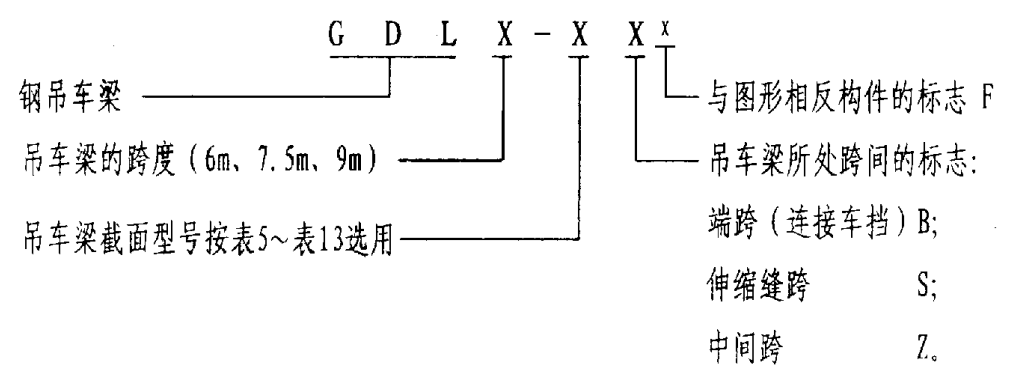 GDL X-X X X
钢吊车梁
与图形相反构件的标志 F
吊车梁的跨度(6m、7.5m、9m)
吊车梁所处跨间的标志:
端跨(连接车挡)B;
吊车梁截面型号按表5~表13选用
伸缩缝跨 S;
中间跨 Z。